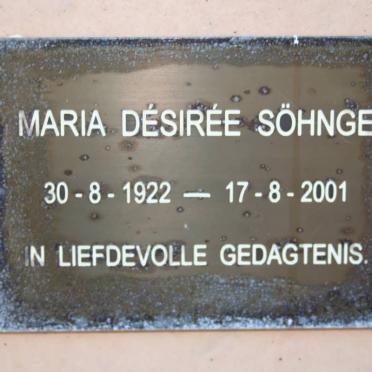 MARIA DÉSIRÉE SÖHNGE
30 - 8 - 1922 — 17 - 8 - 2001
IN LIEFDEVOLLE GEDAGTENIS.